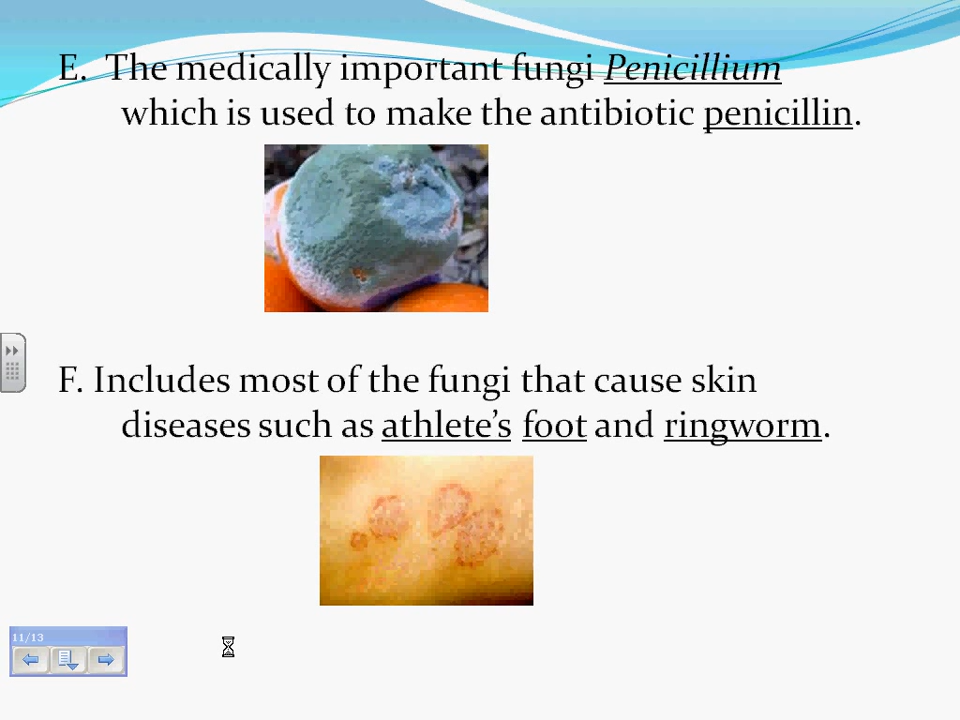 E. The medically important fungi Penicillium
which is used to make the antibiotic penicillin.
F. Includes most of the fungi that cause skin
diseases such as athlete’s foot and ringworm.
11/13